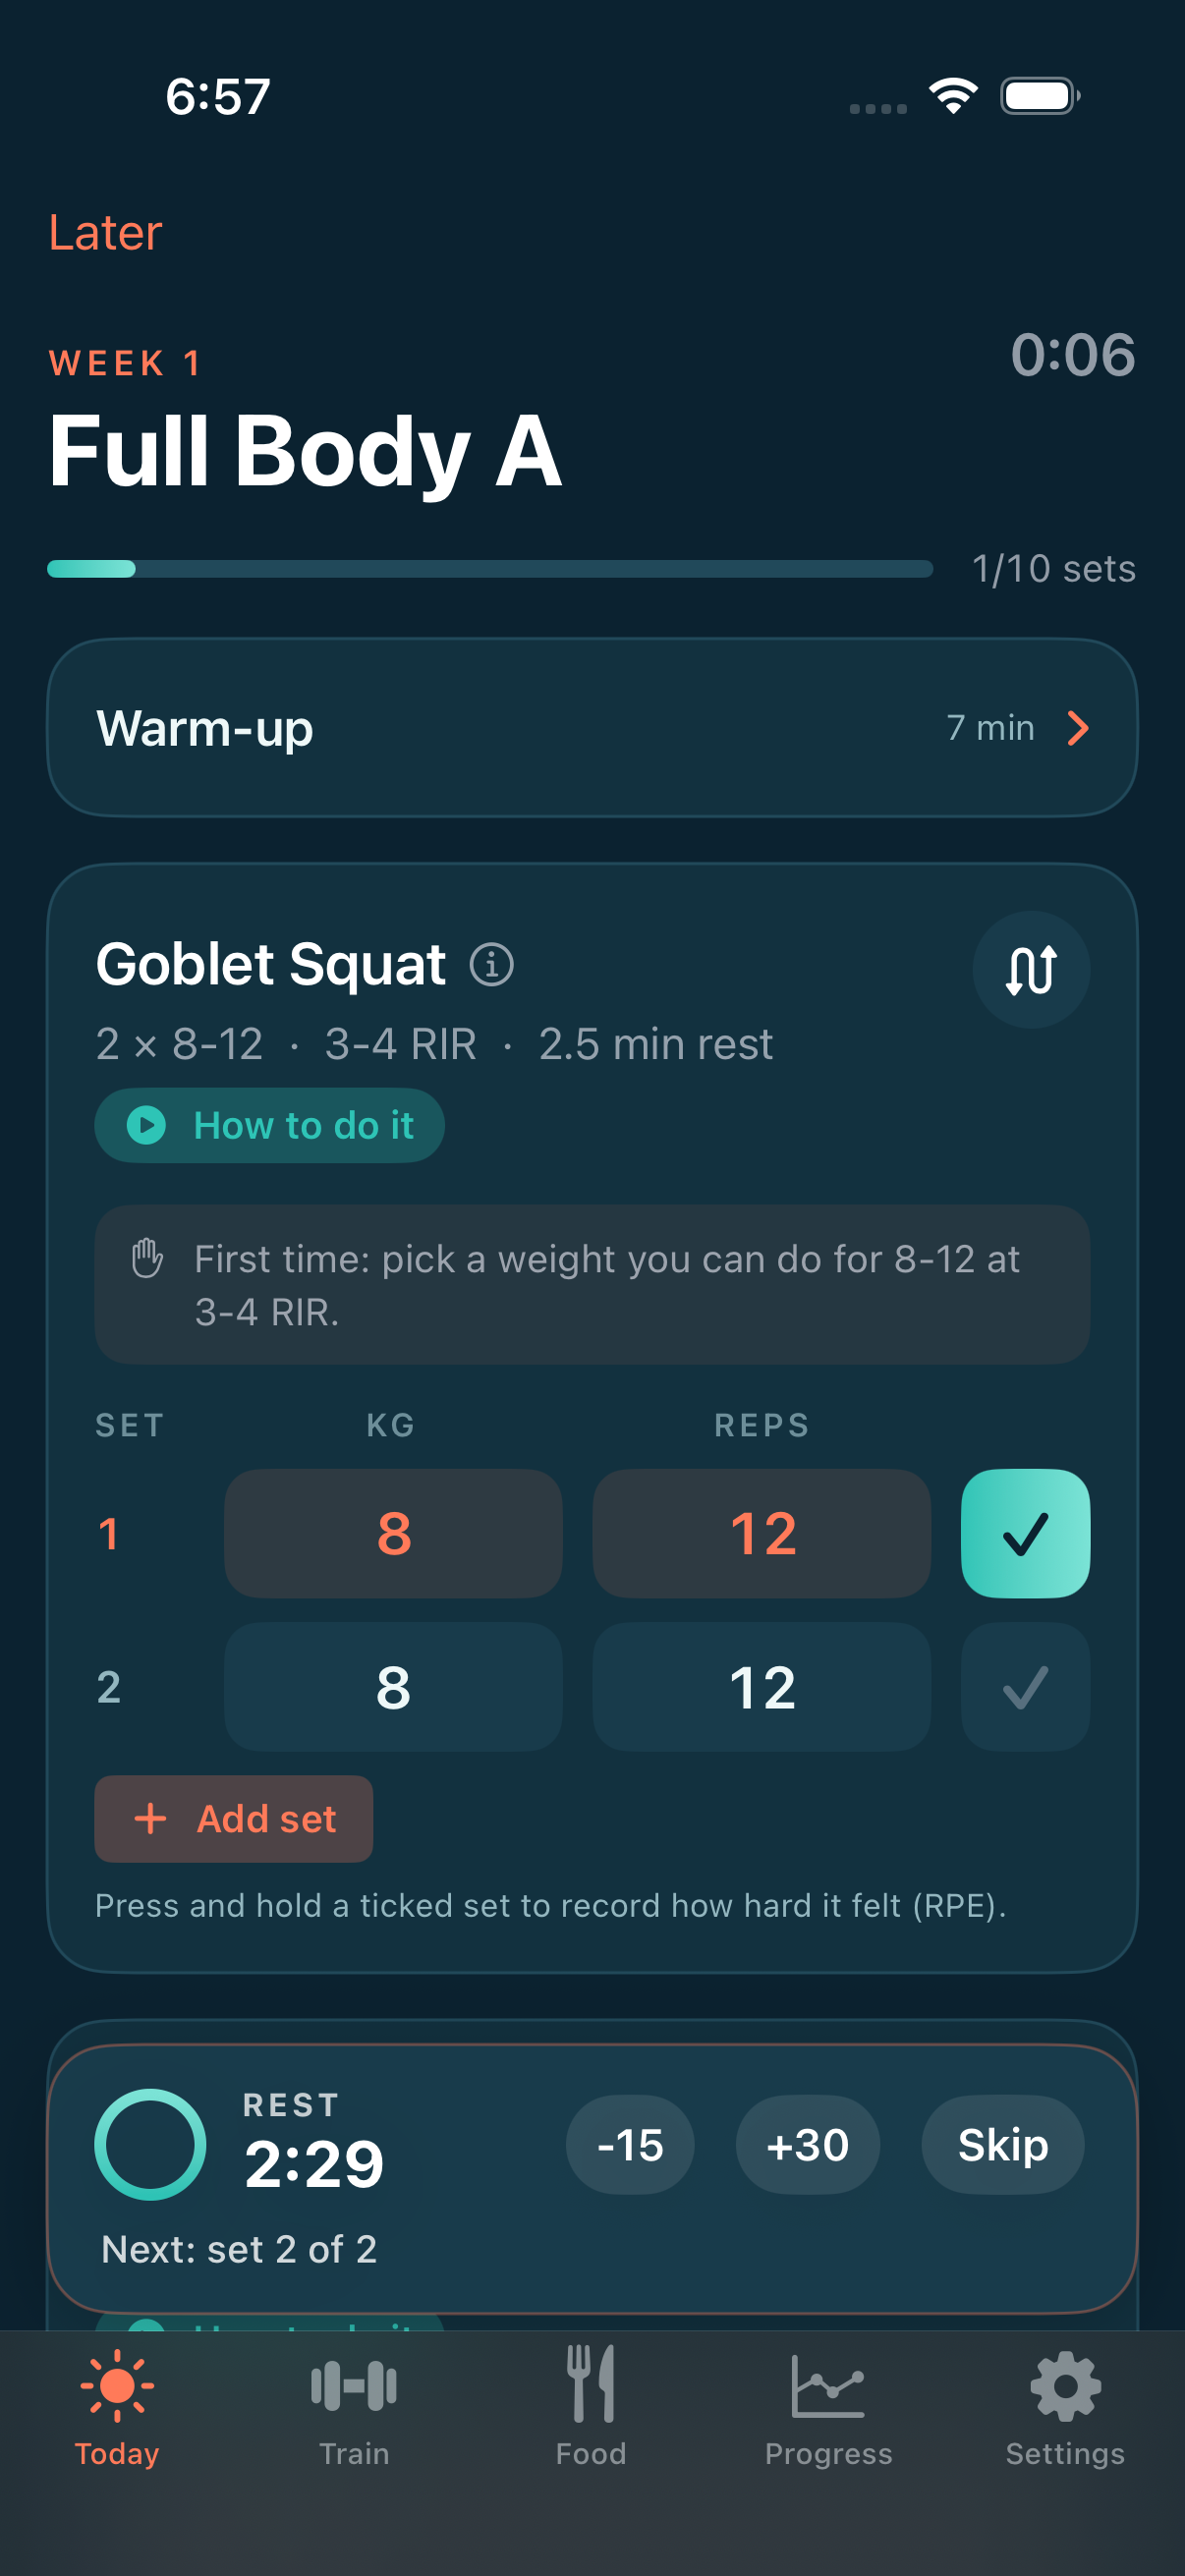 6:57
Later
WEEK 1
0:06
Full Body A
1/10 sets
Warm-up
7 min
Goblet Squat
2 × 8-12 · 3-4 RIR · 2.5 min rest
How to do it
First time: pick a weight you can do for 8-12 at
3-4 RIR.
SET KG REPS
1 8 12
2 8 12
+ Add set
Press and hold a ticked set to record how hard it felt (RPE).
REST
2:29
-15 +30 Skip
Next: set 2 of 2
Today Train Food Progress Settings